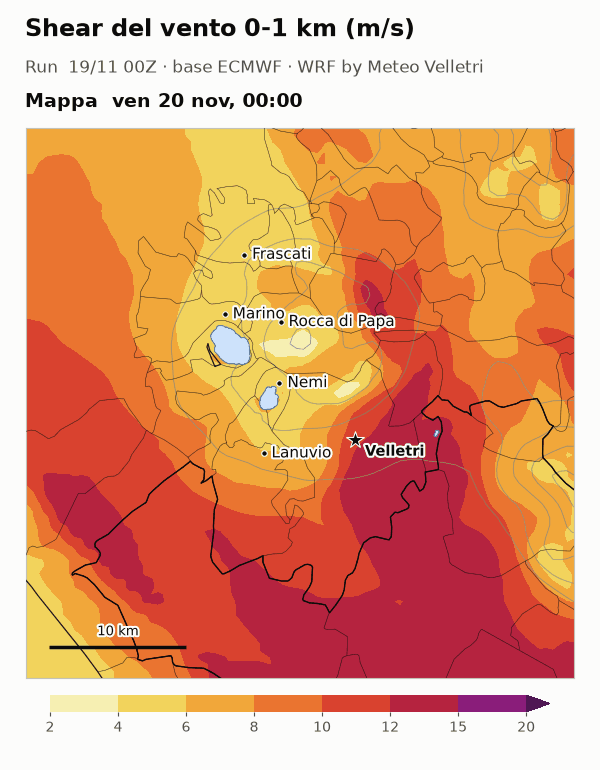 Shear del vento 0-1 km (m/s)
Run  19/11 00Z · base ECMWF · WRF by Meteo Velletri
Mappa  ven 20 nov, 00:00
Frascati
Marino
Rocca di Papa
Nemi
Velletri
Lanuvio
10 km
2 4 6 8 10 12 15 20